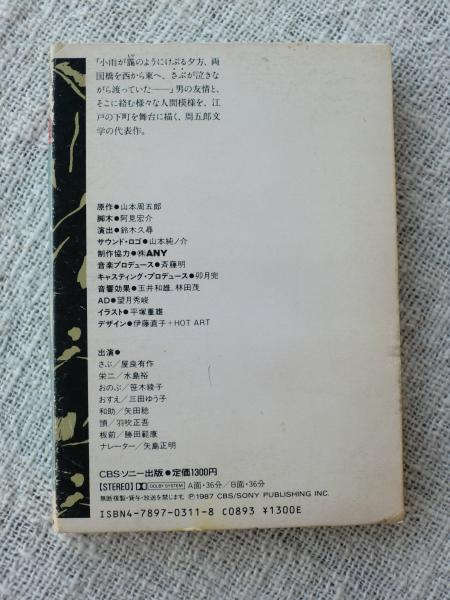 「小雨が靄のようにけぶる夕方、両
国橋を西から東へ、さぶが泣きな
がら渡っていた――」男の友情と、
そこに絡む様々な人間模様を、江
戸の下町を舞台に描く、周五郎文
学の代表作。
原作●山本周五郎
脚本●阿見宏介
演出●鈴木久尋
サウンド・ロゴ●山本純ノ介
制作協力●㈱ANY
音楽プロデュース●斉藤明
キャスティング・プロデュース●卯月完
音響効果●玉井和雄、林田茂
AD●望月秀峻
イラスト●平塚重雄
デザイン●伊藤直子+HOT ART
出演●
さぶ/屋良有作
栄二/水島裕
おのぶ/笹木綾子
おすえ/三田ゆう子
和助/矢田稔
頭/羽吹正吾
板前/勝田範康
ナレーター/矢島正明
CBS・ソニー出版●定価1300円
[STEREO] DOLBY SYSTEM A面・36分/B面・36分
無断複製・貸与・放送を禁じます。Ⓟ1987 CBS/SONY PUBLISHING INC.
ISBN4-7897-0311-8 C0893 ¥1300E